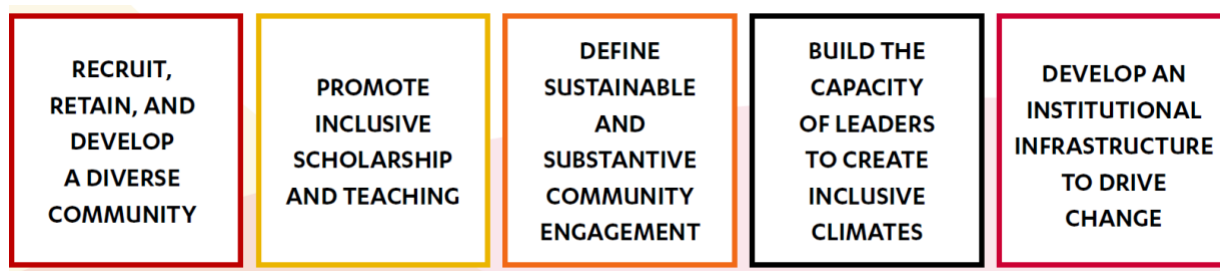 RECRUIT,
RETAIN, AND
DEVELOP
A DIVERSE
COMMUNITY
PROMOTE
INCLUSIVE
SCHOLARSHIP
AND TEACHING
DEFINE
SUSTAINABLE
AND
SUBSTANTIVE
COMMUNITY
ENGAGEMENT
BUILD THE
CAPACITY
OF LEADERS
TO CREATE
INCLUSIVE
CLIMATES
DEVELOP AN
INSTITUTIONAL
INFRASTRUCTURE
TO DRIVE
CHANGE